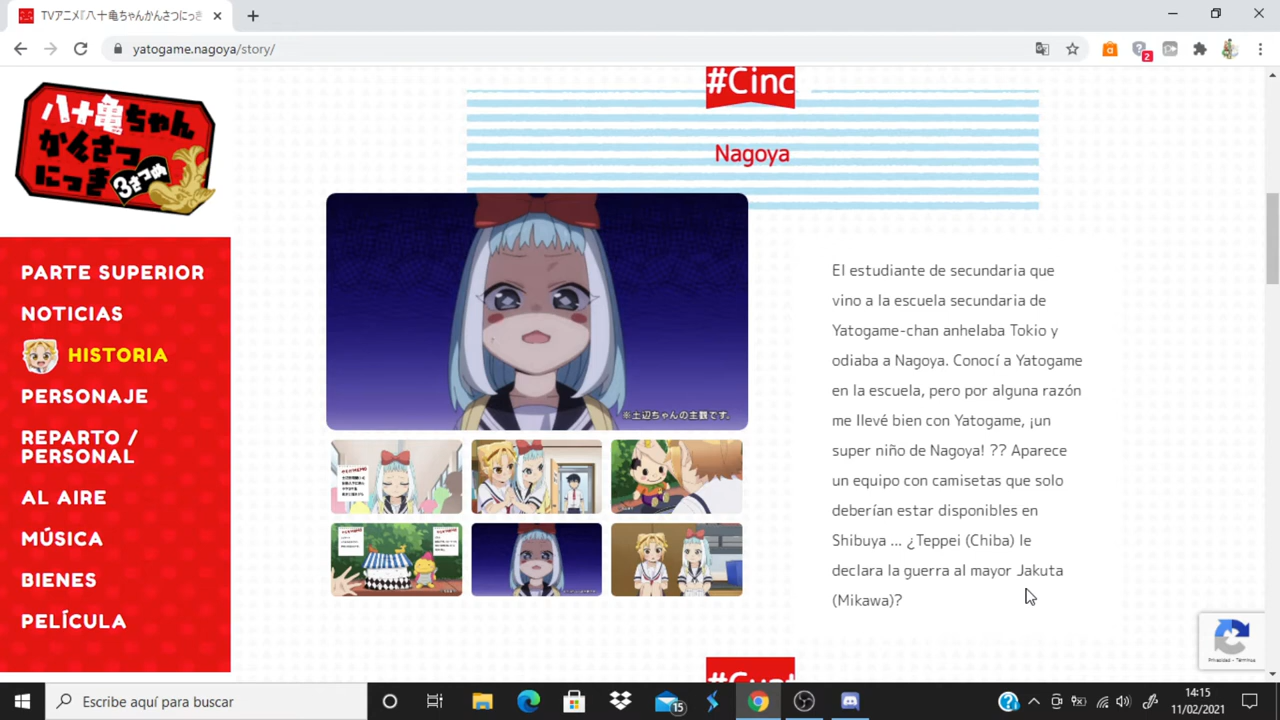 TVアニメ『八十亀ちゃんかんさつにっき
yatogame.nagoya/story/
2
八十亀ちゃん
かんさつ
にっき
3さつめ
PARTE SUPERIOR
NOTICIAS
HISTORIA
PERSONAJE
REPARTO /
PERSONAL
AL AIRE
MÚSICA
BIENES
PELÍCULA
#Cinc
Nagoya
※土辺ちゃんの主観です。
El estudiante de secundaria que
vino a la escuela secundaria de
Yatogame-chan anhelaba Tokio y
odiaba a Nagoya. Conocí a Yatogame
en la escuela, pero por alguna razón
me llevé bien con Yatogame, ¡un
super niño de Nagoya! ?? Aparece
un equipo con camisetas que solo
deberían estar disponibles en
Shibuya ... ¿Teppei (Chiba) le
declara la guerra al mayor Jakuta
(Mikawa)?
Privacidad - Términos
Escribe aquí para buscar
15
14:15
11/02/2021